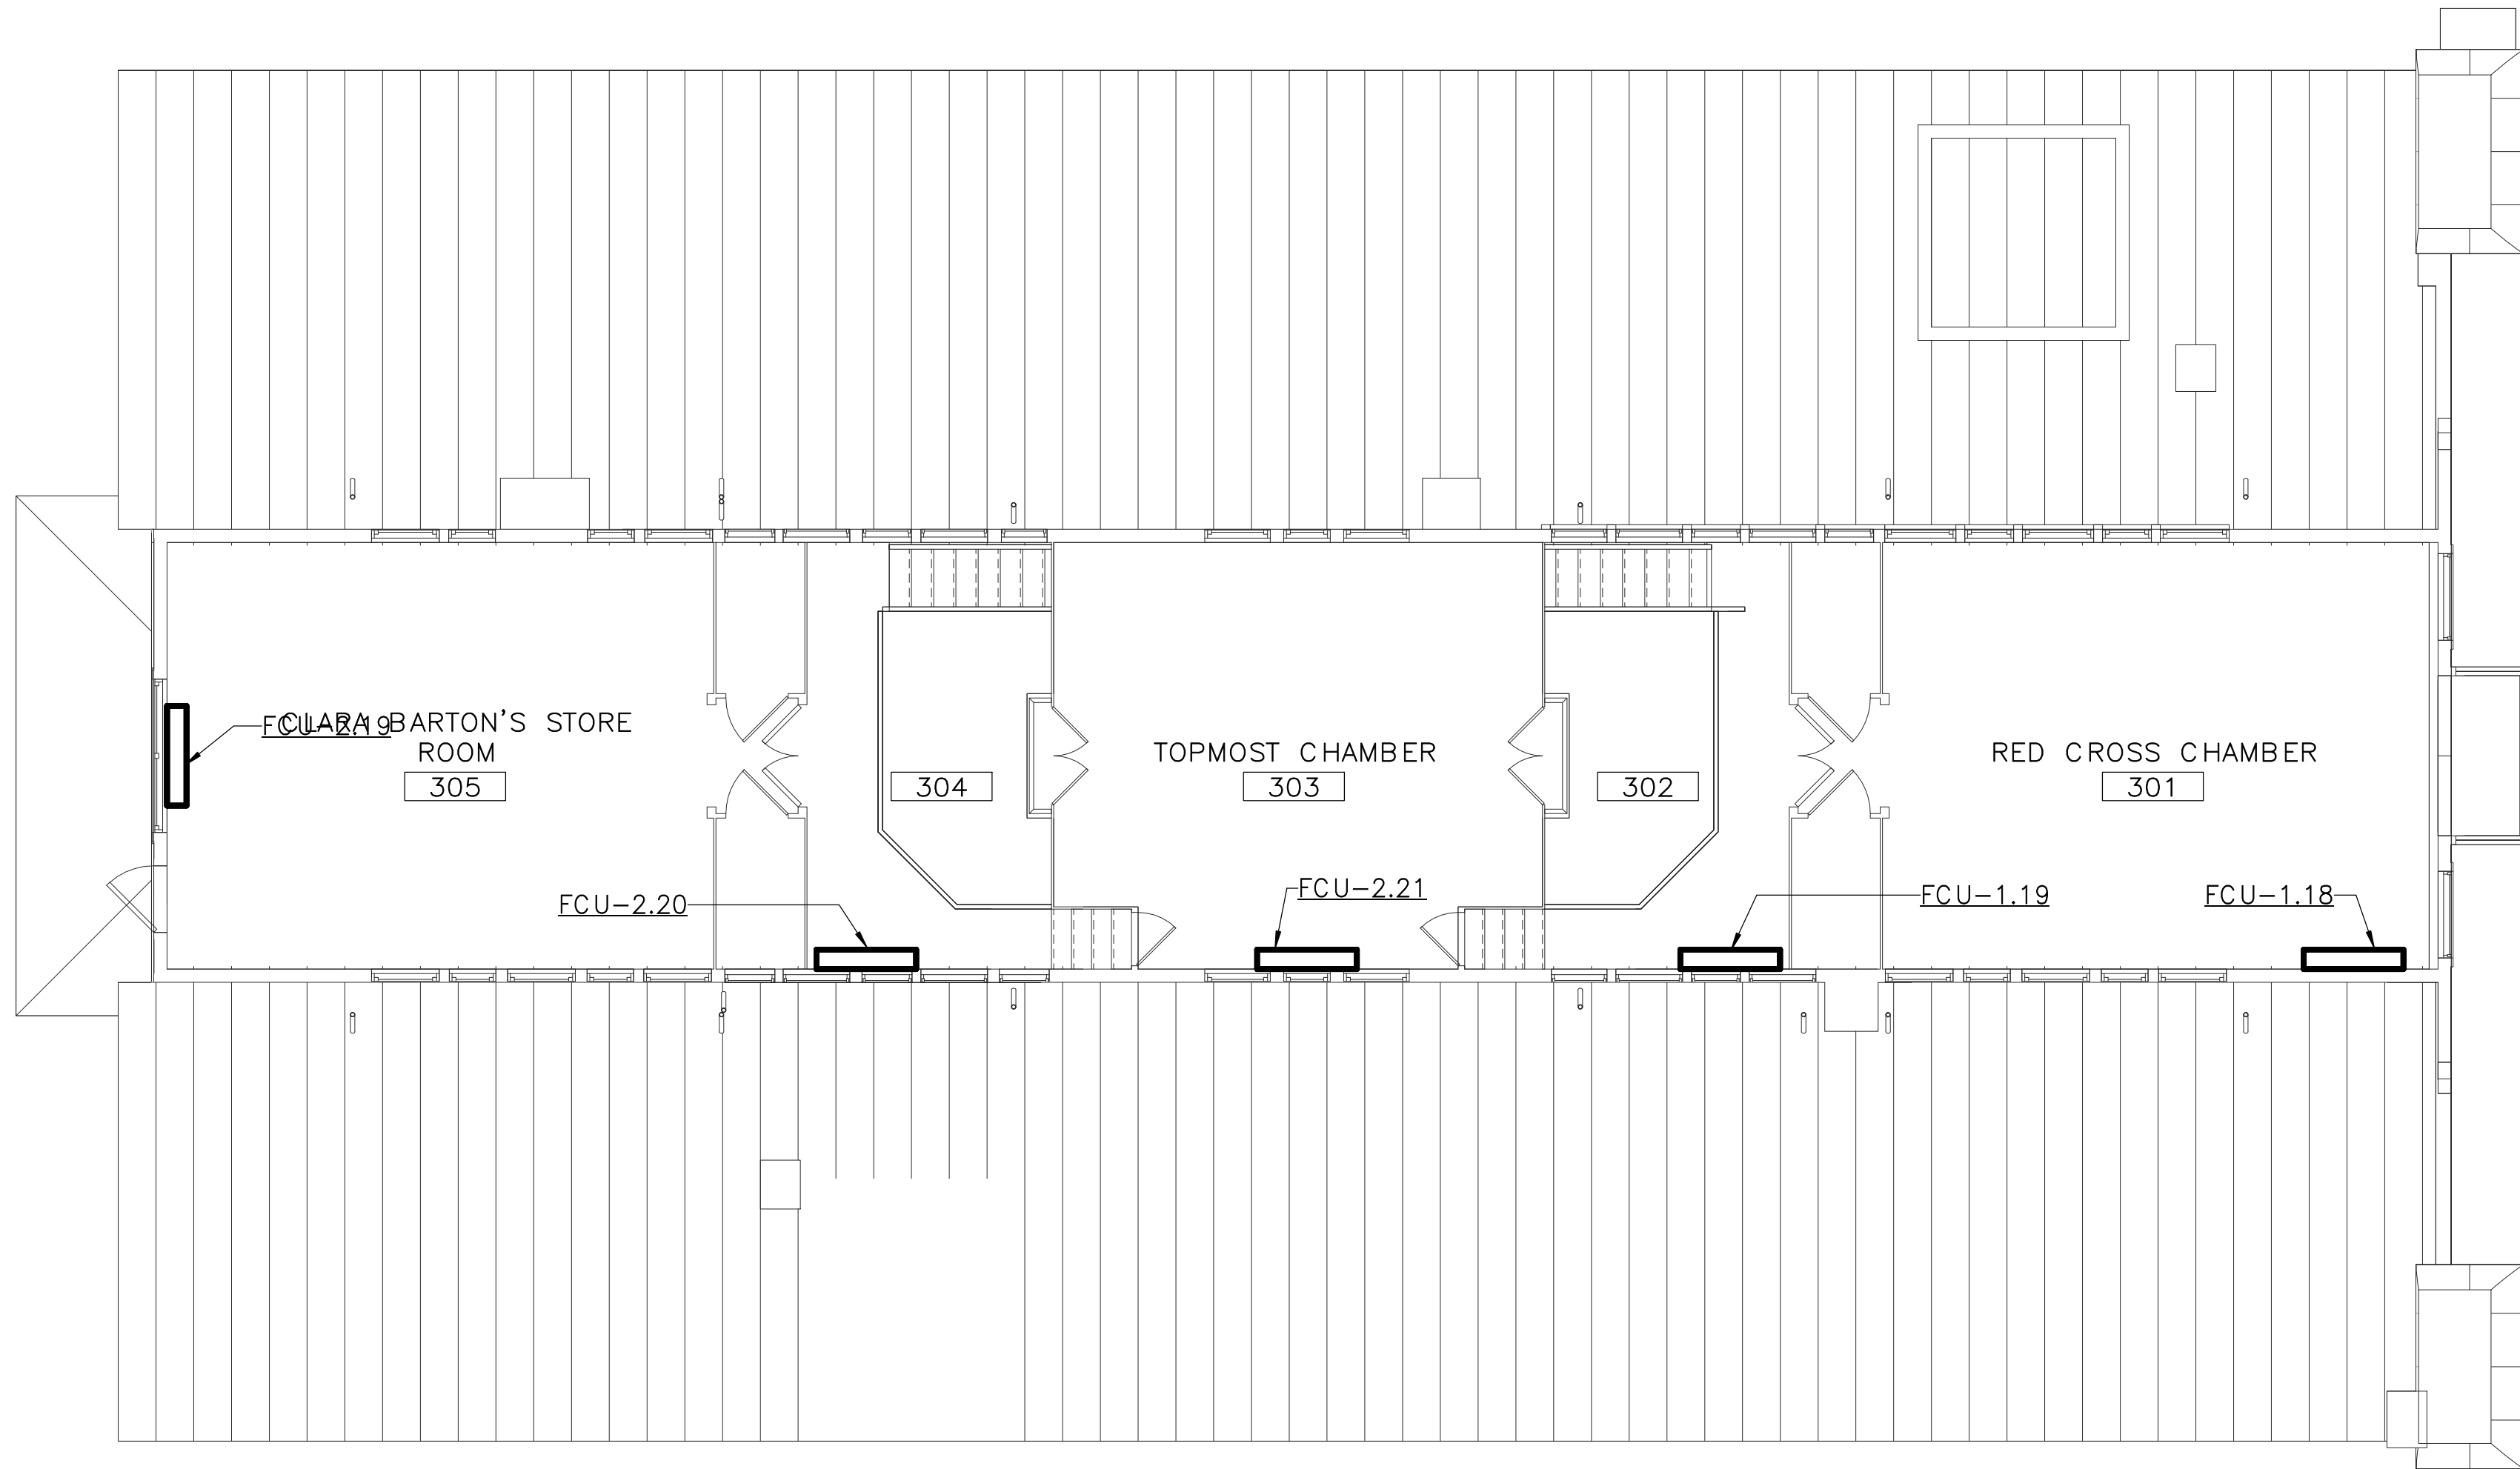 CLARA BARTON'S STORE
ROOM
305
FCU-2.19
304
TOPMOST CHAMBER
303
302
RED CROSS CHAMBER
301
FCU-2.20
FCU-2.21
FCU-1.19
FCU-1.18